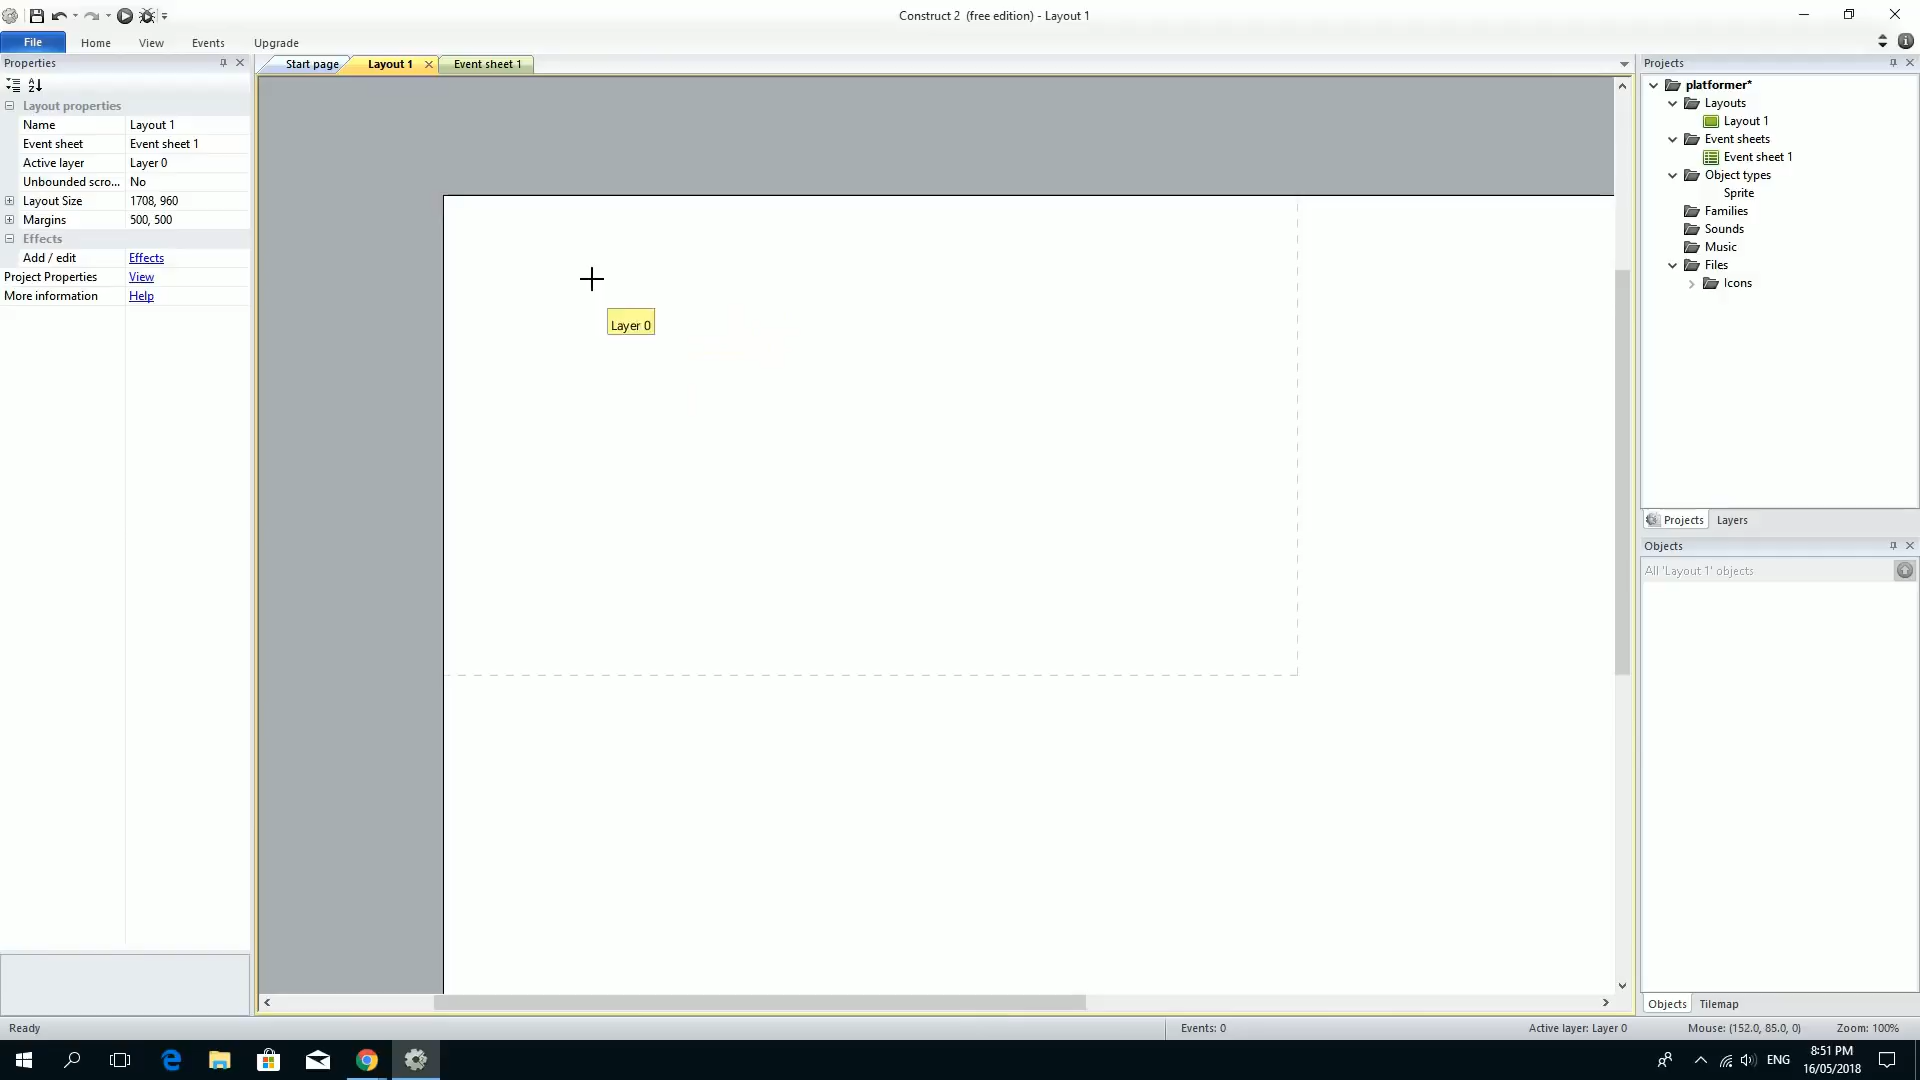 Construct 2 (free edition) - Layout 1
File Home View Events Upgrade
Properties
Start page Layout 1 Event sheet 1
Projects
Layout properties
Name Layout 1
Event sheet Event sheet 1
Active layer Layer 0
Unbounded scro... No
Layout Size 1708, 960
Margins 500, 500
Effects
Add / edit Effects
Project Properties View
More information Help
Layer 0
platformer*
Layouts
Layout 1
Event sheets
Event sheet 1
Object types
Sprite
Families
Sounds
Music
Files
Icons
Projects Layers
Objects
All 'Layout 1' objects
Objects Tilemap
Ready Events: 0 Active layer: Layer 0 Mouse: (152.0, 85.0, 0) Zoom: 100%
ENG
8:51 PM
16/05/2018